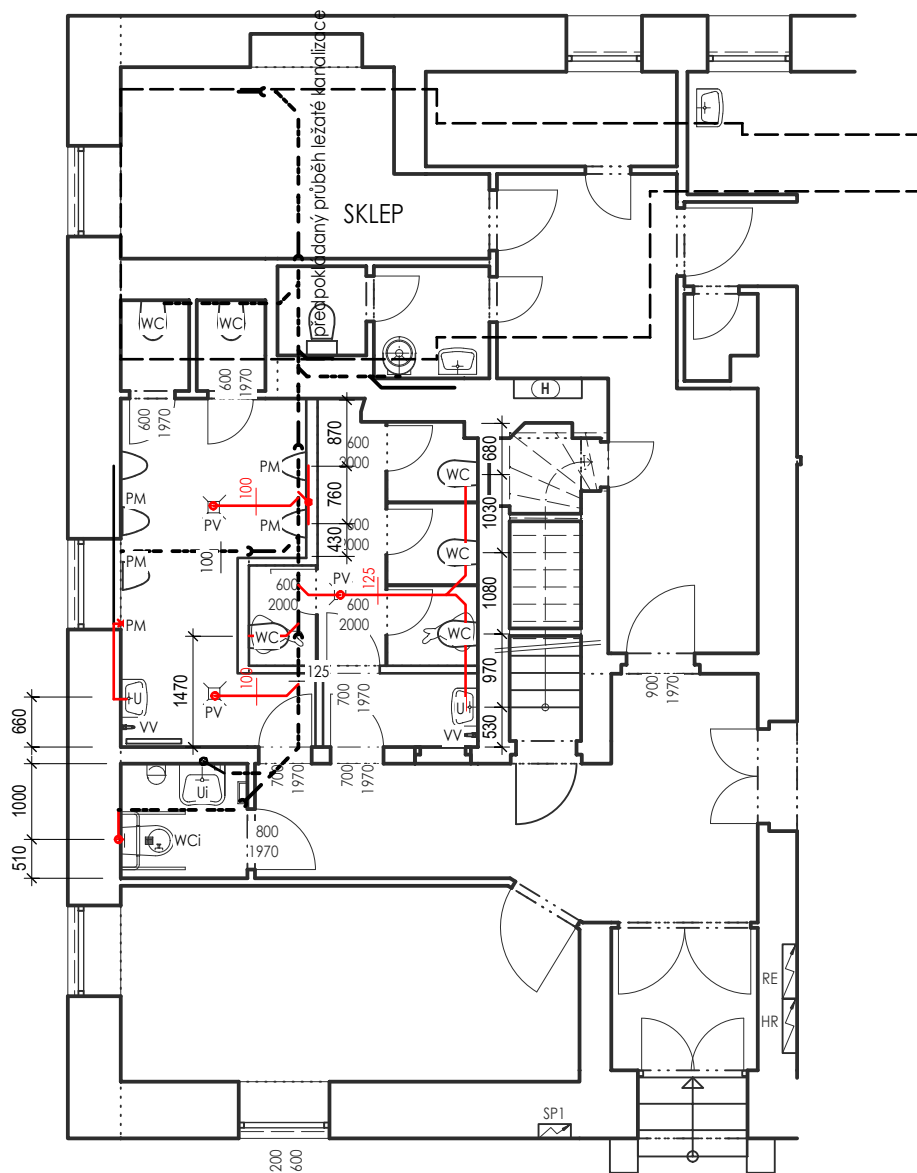 předpokládaný průběh ležaté kanalizace
SKLEP
WC
WC
600
1970
600
1970
H
870
600
2000
680
PM
WC
PM
100
760
1030
PV
PM
600
2000
430
WC
100
PM
PV
125
1080
600
2000
600
2000
PM
WC
WC
125
970
1470
100
700
1970
900
1970
660
U
PV
U
VV
VV
530
700
1970
700
1970
1000
Ui
WCi
800
1970
510
RE
HR
SP1
200
600